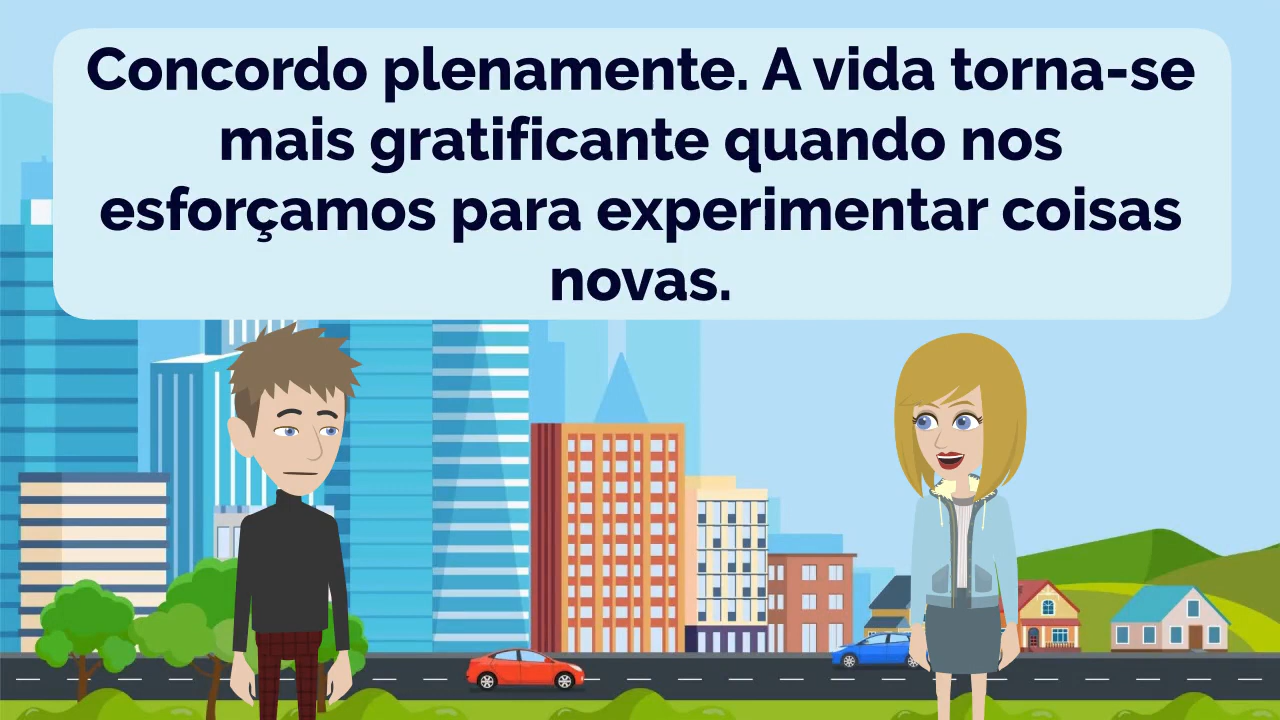 Concordo plenamente. A vida torna-se
mais gratificante quando nos
esforçamos para experimentar coisas
novas.